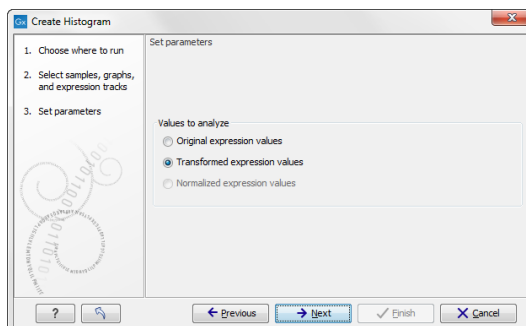 Gx Create Histogram
1. Choose where to run
2. Select samples, graphs,
and expression tracks
3. Set parameters
Set parameters
Values to analyze
Original expression values
Transformed expression values
Normalized expression values
?
Previous
Next
Finish
Cancel